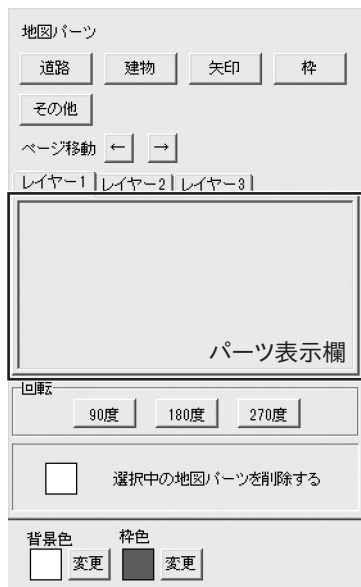 地図パーツ
道路 建物 矢印 枠
その他
ページ移動 ← →
レイヤー1 レイヤー2 レイヤー3
パーツ表示欄
回転
90度 180度 270度
選択中の地図パーツを削除する
背景色 枠色
変更 変更